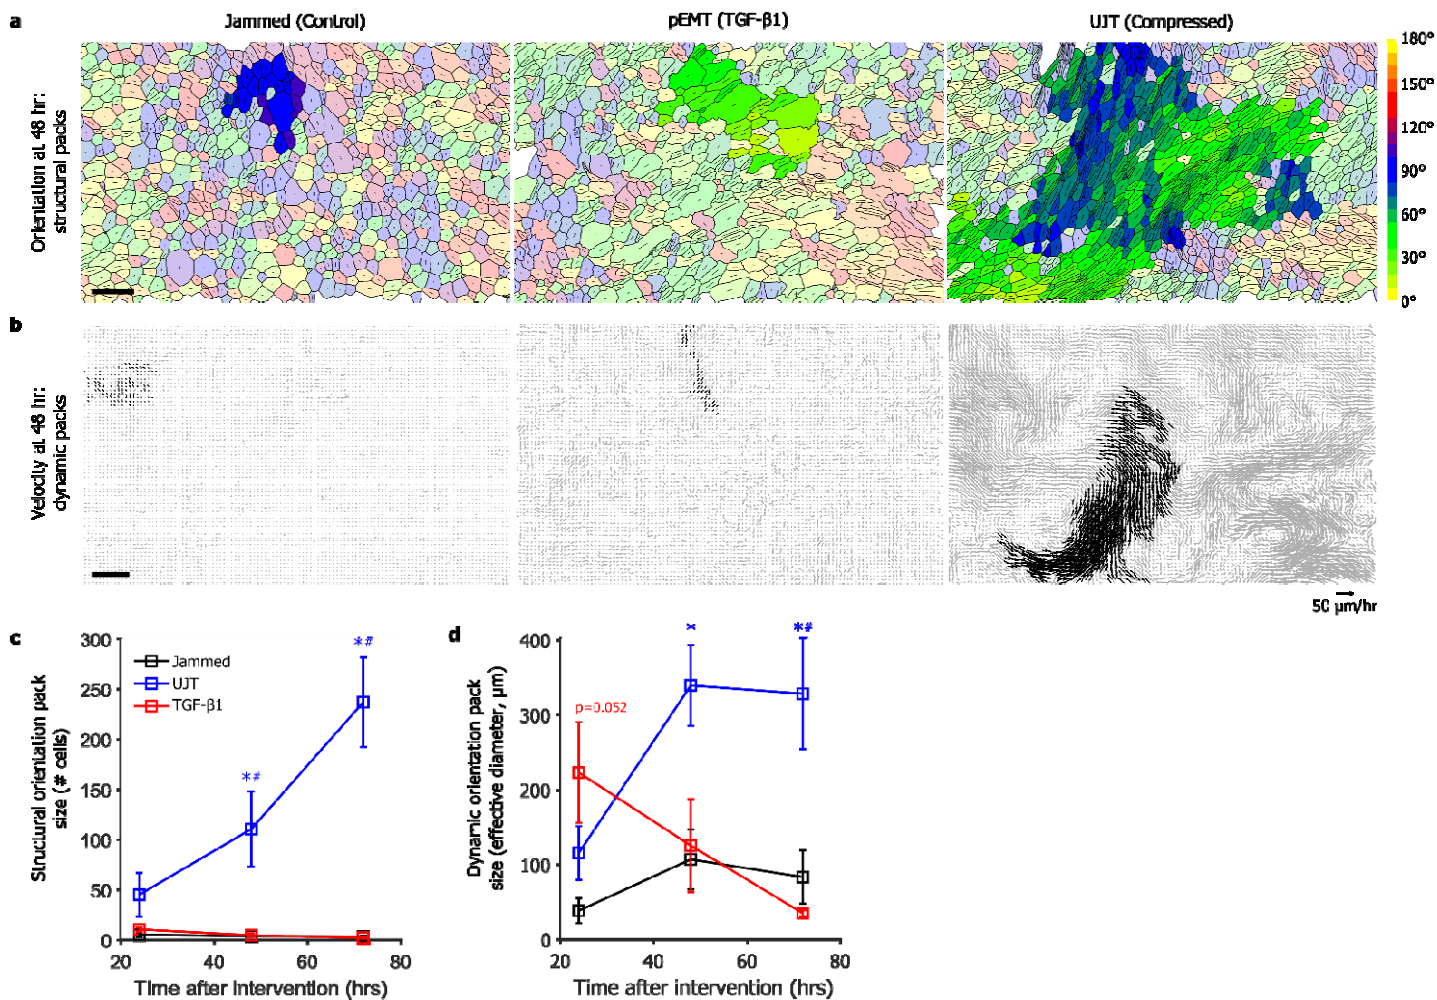 a
Jammed (Control)
pEMT (TGF-β1)
UJT (Compressed)
Orientation at 48 hr:
structural packs
180°
150°
120°
90°
60°
30°
0°
b
Velocity at 48 hr:
dynamic packs
50 µm/hr
c
Structural orientation pack
size (# cells)
300
250
200
150
100
50
0
Jammed
UJT
TGF-β1
*#
*#
20
40
60
80
Time after intervention (hrs)
d
Dynamic orientation pack
size (effective diameter, µm)
400
300
200
100
0
p=0.052
*
*#
20
40
60
80
Time after intervention (hrs)